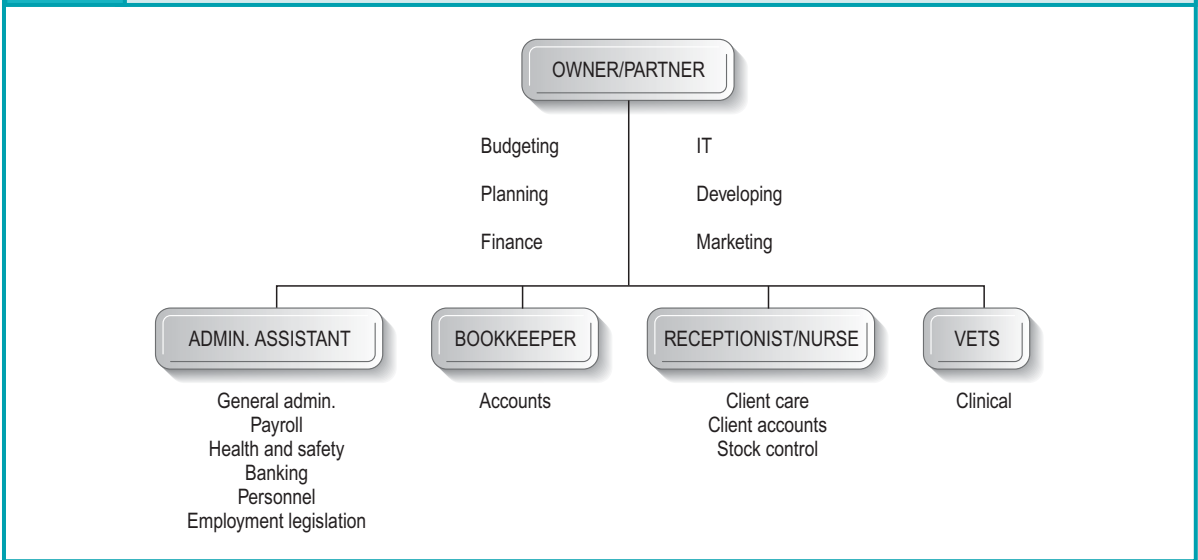 OWNER/PARTNER
Budgeting
IT
Planning
Developing
Finance
Marketing
ADMIN. ASSISTANT
BOOKKEEPER
RECEPTIONIST/NURSE
VETS
General admin.
Payroll
Health and safety
Banking
Personnel
Employment legislation
Accounts
Client care
Client accounts
Stock control
Clinical